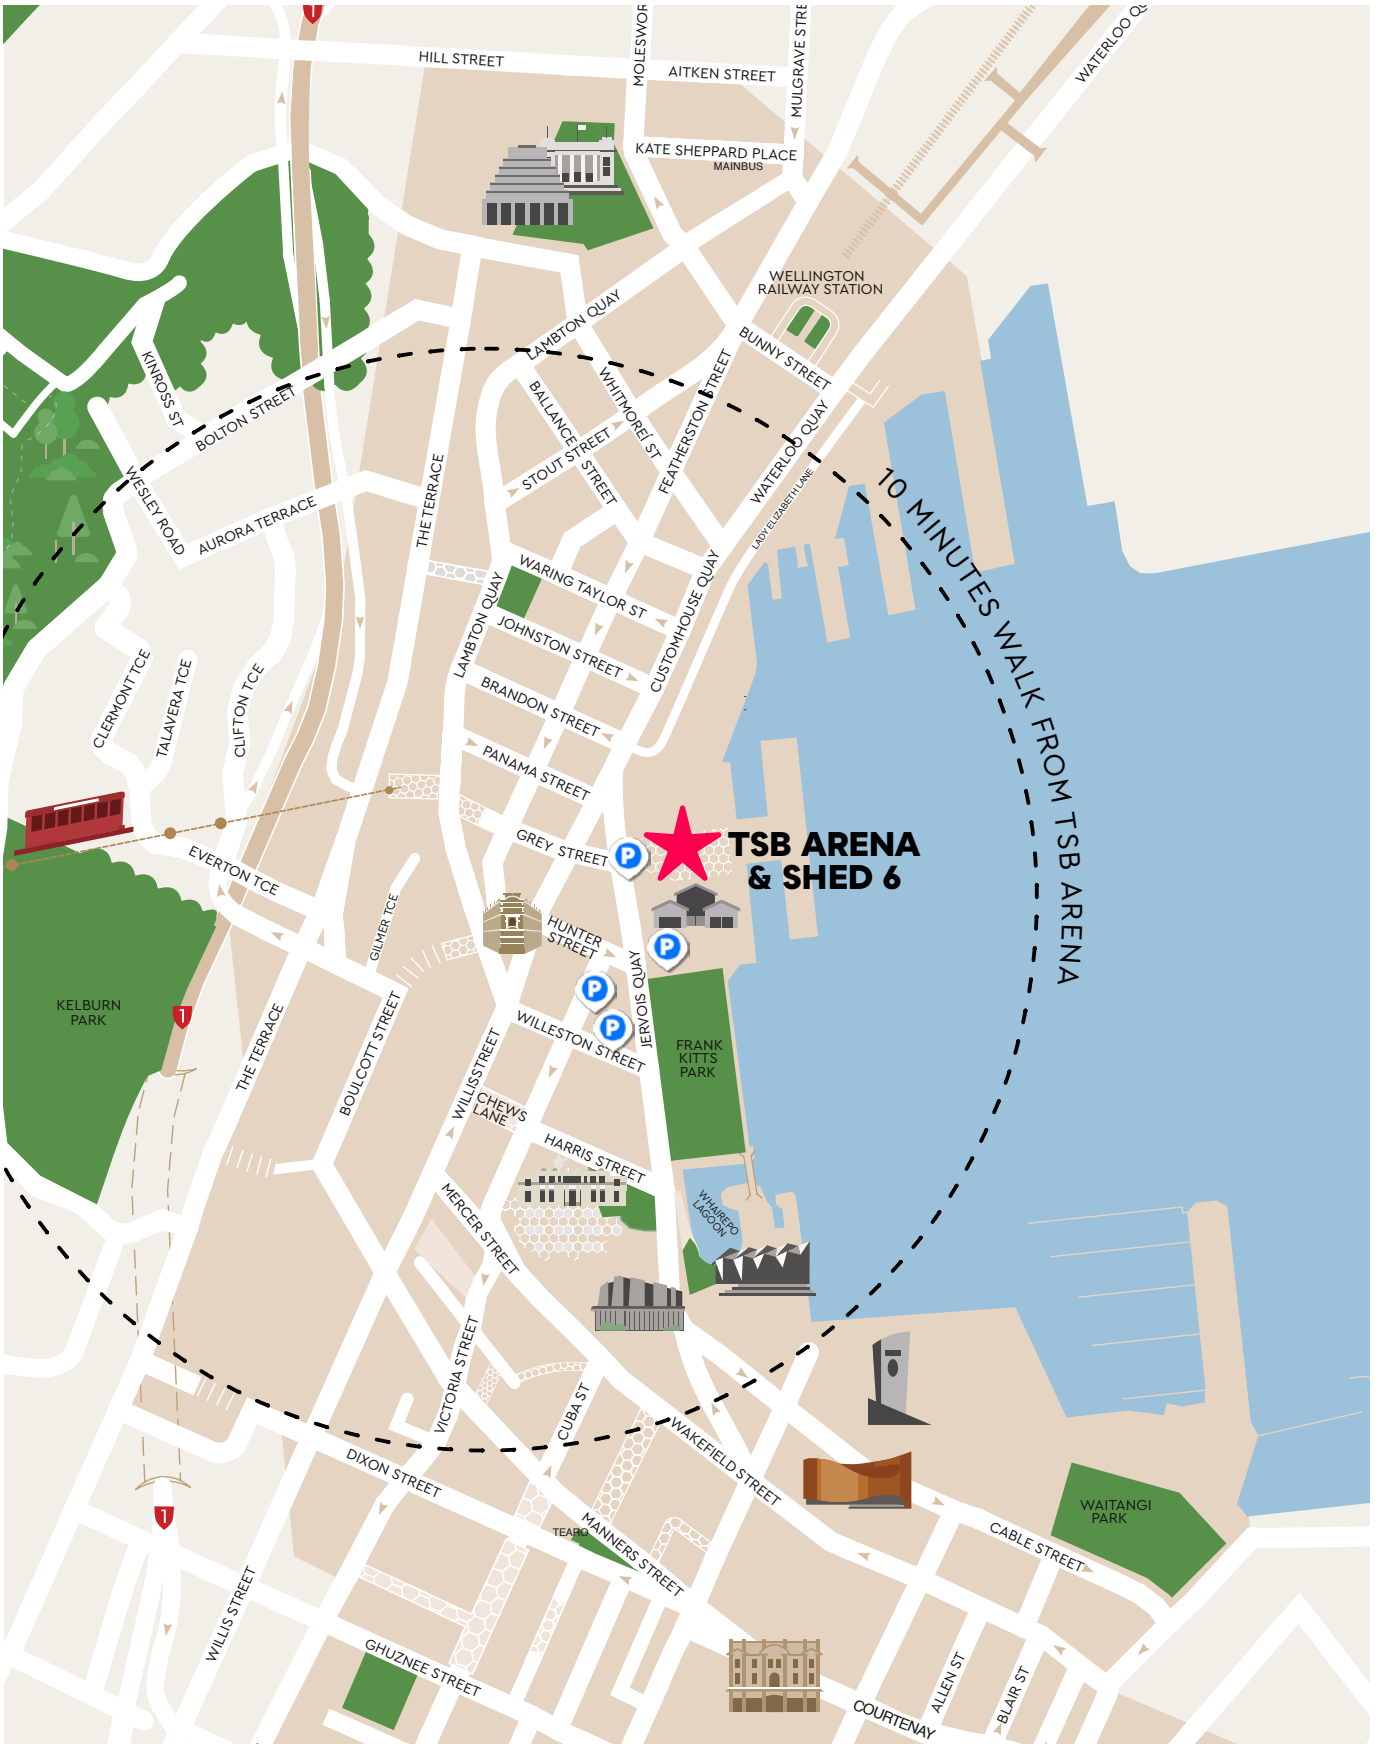 1
HILL STREET
AITKEN STREET
MOLESWOR
MULGRAVE STRE
WATERLOO QU
KATE SHEPPARD PLACE
MAINBUS
WELLINGTON
RAILWAY STATION
LAMBTON QUAY
BUNNY STREET
KINROSS ST
BOLTON STREET
BALLANCE STREET
WHITMOREÍ ST
FEATHERSTON STREET
STOUT STREET
WATERLOO QUAY
LADY ELIZABETH LANE
WESLEY ROAD
AURORA TERRACE
THE TERRACE
WARING TAYLOR ST
CUSTOMHOUSE QUAY
LAMBTON QUAY
JOHNSTON STREET
BRANDON STREET
PANAMA STREET
CLERMONT TCE
TALAVERA TCE
CLIFTON TCE
10 MINUTES WALK FROM TSB ARENA
GREY STREET
P
TSB ARENA
& SHED 6
EVERTON TCE
GILMER TCE
HUNTER
STREET
P
JERVOIS QUAY
P
P
WILLESTON STREET
KELBURN
PARK
1
THE TERRACE
BOULCOTT STREET
WILLISSTREET
FRANK
KITTS
PARK
CHEWS
LANE
HARRIS STREET
MERCER STREET
WHAIREPO
LAGOON
VICTORIA STREET
CUBA ST
DIXON STREET
WAKEFIELD STREET
1
TEARO
MANNERS STREET
CABLE STREET
WAITANGI
PARK
WILLIS STREET
GHUZNEE STREET
ALLEN ST
BLAIR ST
COURTENAY